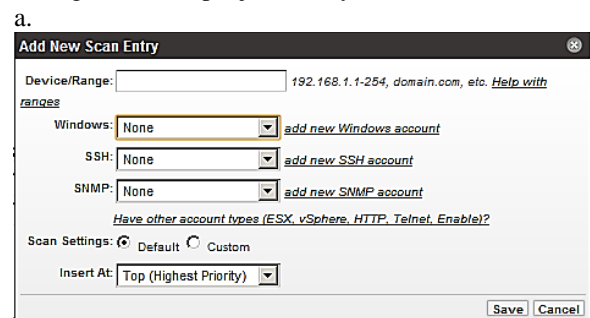 a.
Add New Scan Entry
Device/Range: 192.168.1.1-254, domain.com, etc. Help with
ranges
Windows: None add new Windows account
SSH: None add new SSH account
SNMP: None add new SNMP account
Have other account types (ESX, vSphere, HTTP, Telnet, Enable)?
Scan Settings: Default Custom
Insert At: Top (Highest Priority)
Save Cancel